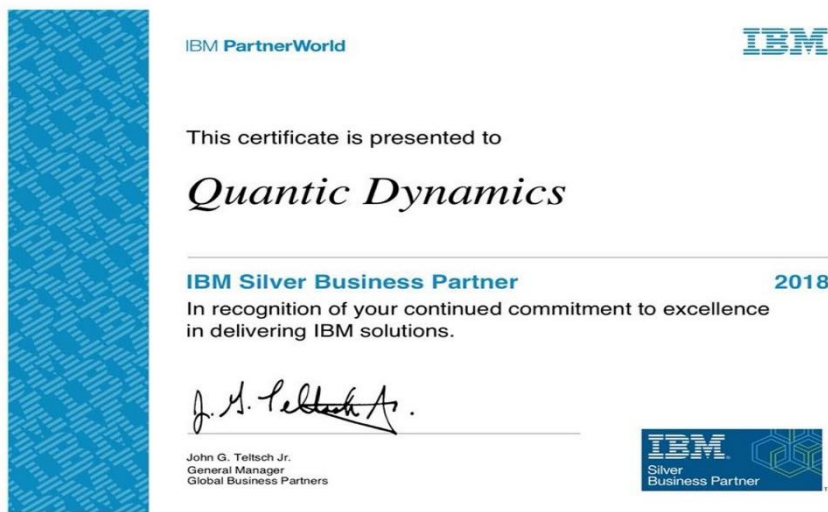 IBM PartnerWorld
IBM
This certificate is presented to
Quantic Dynamics
IBM Silver Business Partner 2018
In recognition of your continued commitment to excellence
in delivering IBM solutions.
J. G. Teltsch Jr.
John G. Teltsch Jr.
General Manager
Global Business Partners
IBM
Silver
Business Partner